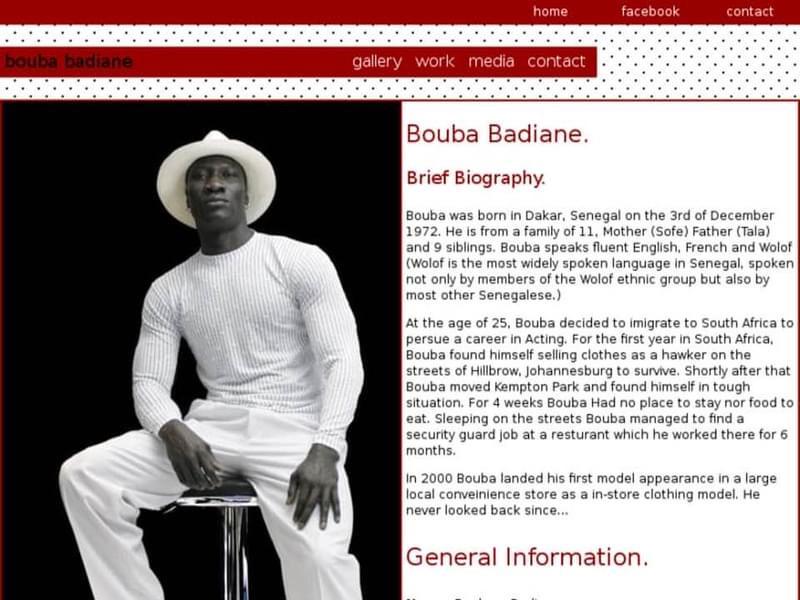 home facebook contact
bouba badiane gallery work media contact
Bouba Badiane.
Brief Biography.
Bouba was born in Dakar, Senegal on the 3rd of December
1972. He is from a family of 11, Mother (Sofe) Father (Tala)
and 9 siblings. Bouba speaks fluent English, French and Wolof
(Wolof is the most widely spoken language in Senegal, spoken
not only by members of the Wolof ethnic group but also by
most other Senegalese.)
At the age of 25, Bouba decided to imigrate to South Africa to
persue a career in Acting. For the first year in South Africa,
Bouba found himself selling clothes as a hawker on the
streets of Hillbrow, Johannesburg to survive. Shortly after that
Bouba moved Kempton Park and found himself in tough
situation. For 4 weeks Bouba Had no place to stay nor food to
eat. Sleeping on the streets Bouba managed to find a
security guard job at a resturant which he worked there for 6
months.
In 2000 Bouba landed his first model appearance in a large
local conveinience store as a in-store clothing model. He
never looked back since...
General Information.